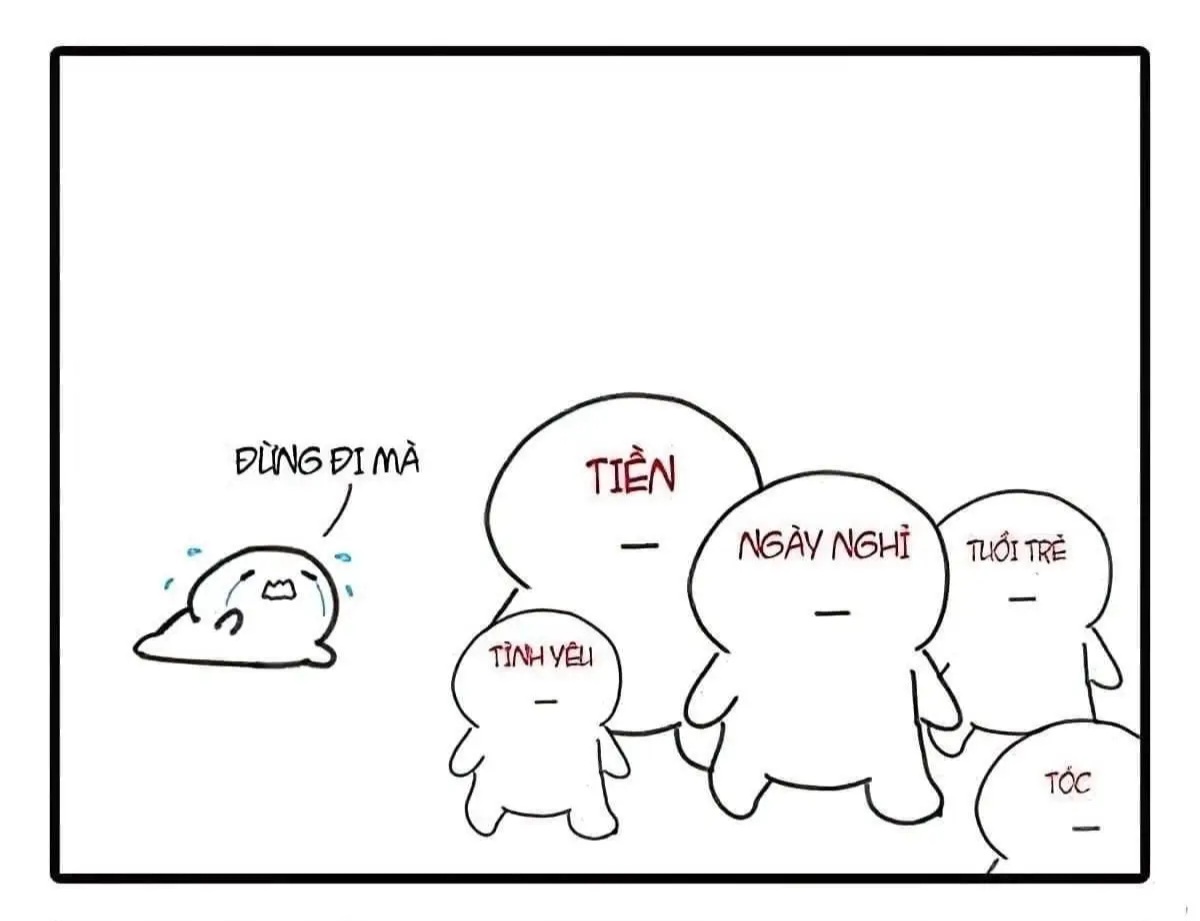 ĐỪNG ĐI MÀ
TIỀN
NGÀY NGHỈ
TUỔI TRẺ
TÌNH YÊU
TÓC